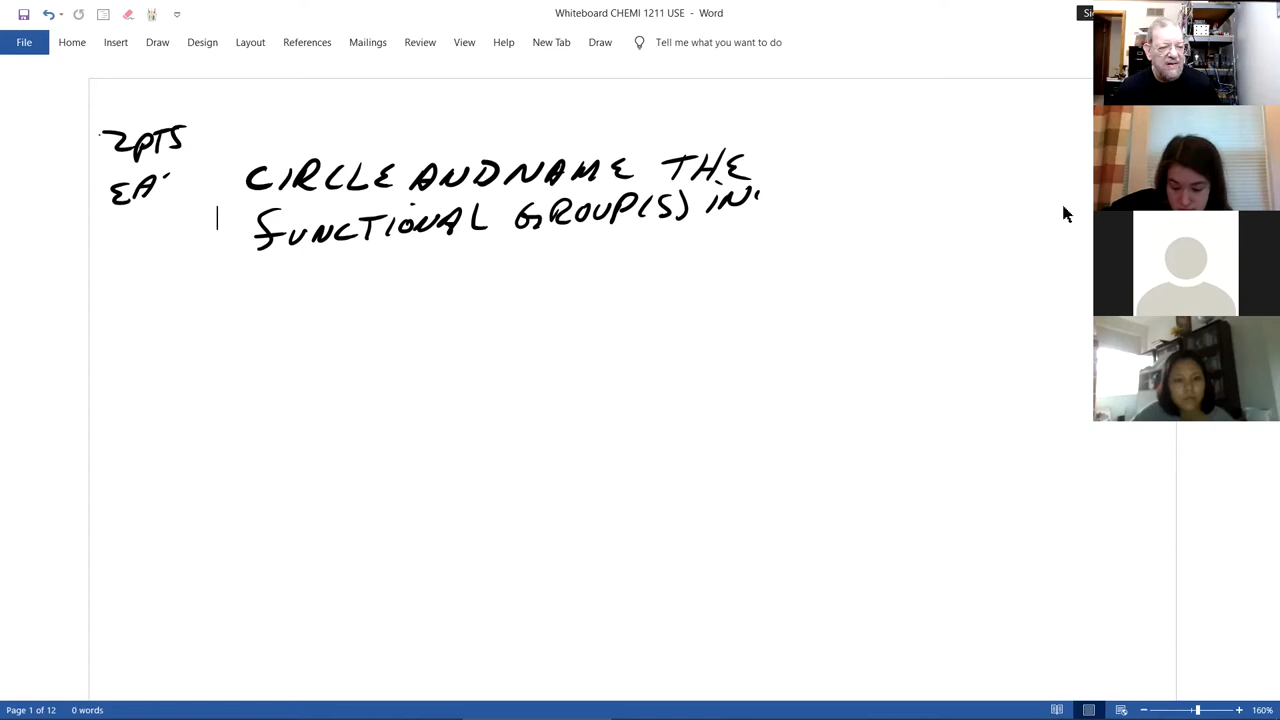 Whiteboard CHEMI 1211 USE - Word
File Home Insert Draw Design Layout References Mailings Review View Help New Tab Draw Tell me what you want to do
2 PTS
EA
CIRCLE AND NAME THE
FUNCTIONAL GROUP(S) IN
Page 1 of 12 0 words
160%